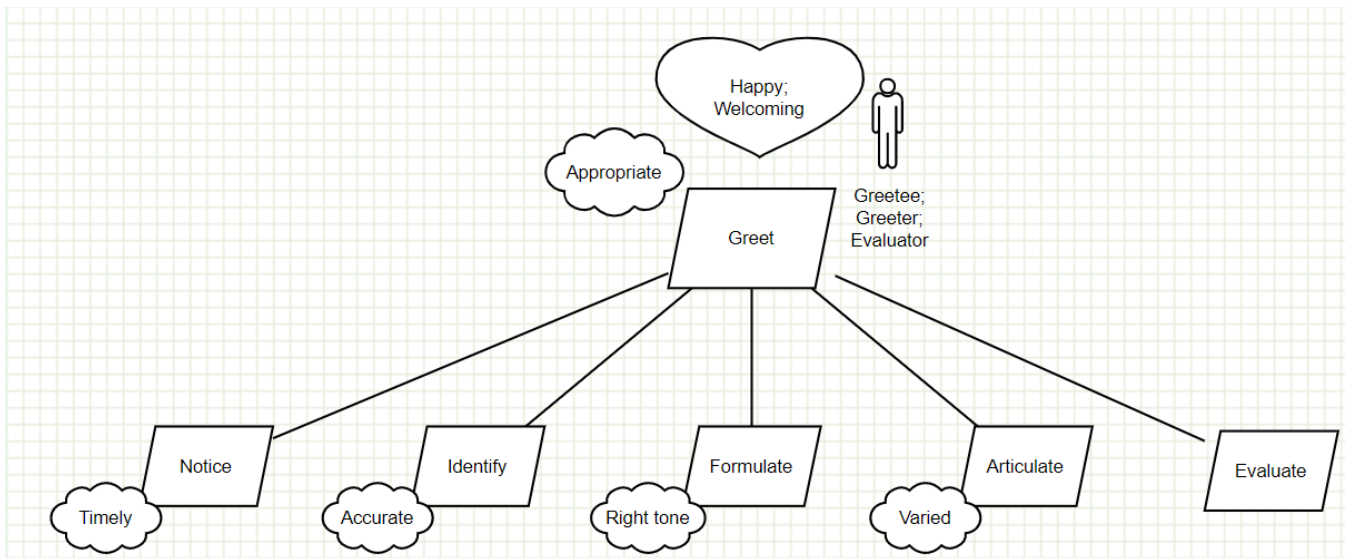 Happy;
Welcoming
Appropriate
Greetee;
Greeter;
Evaluator
Greet
Notice
Identify
Formulate
Articulate
Evaluate
Timely
Accurate
Right tone
Varied